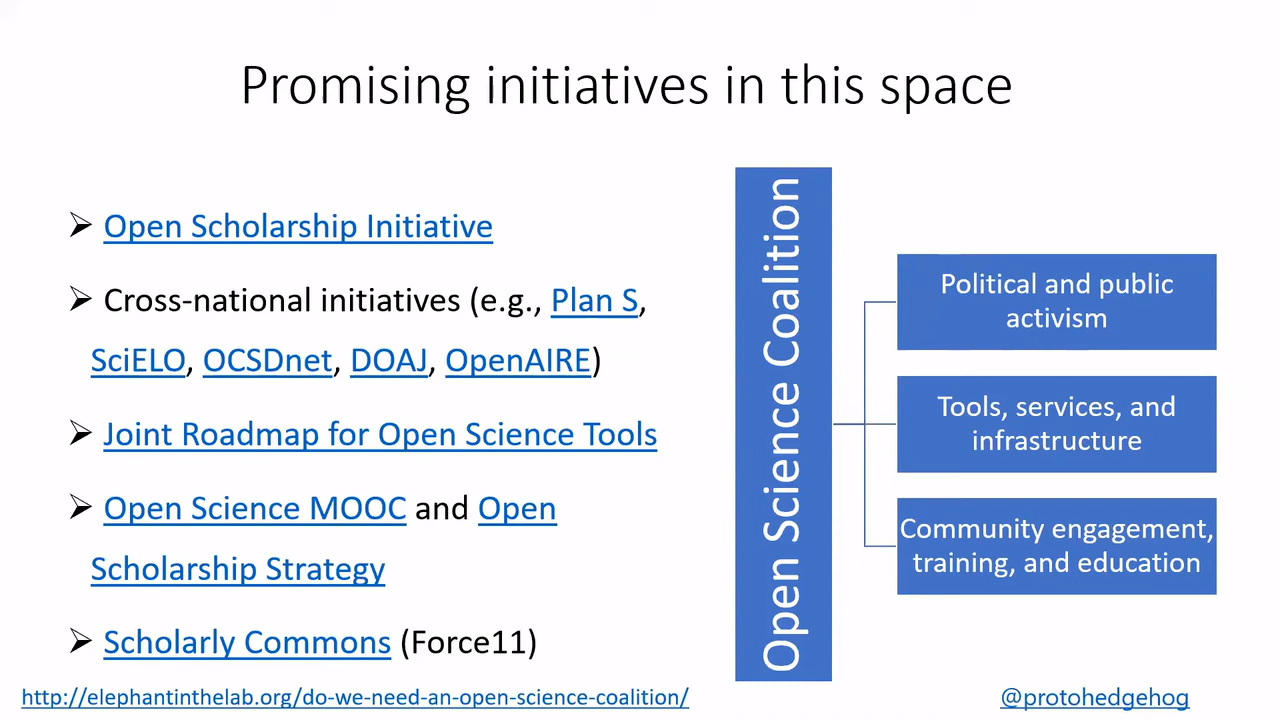 Promising initiatives in this space
➢ Open Scholarship Initiative
➢ Cross-national initiatives (e.g., Plan S,
SciELO, OCSDnet, DOAJ, OpenAIRE)
➢ Joint Roadmap for Open Science Tools
➢ Open Science MOOC and Open
Scholarship Strategy
➢ Scholarly Commons (Force11)
Open Science Coalition
Political and public
activism
Tools, services, and
infrastructure
Community engagement,
training, and education
http://elephantinthelab.org/do-we-need-an-open-science-coalition/
@protohedgehog